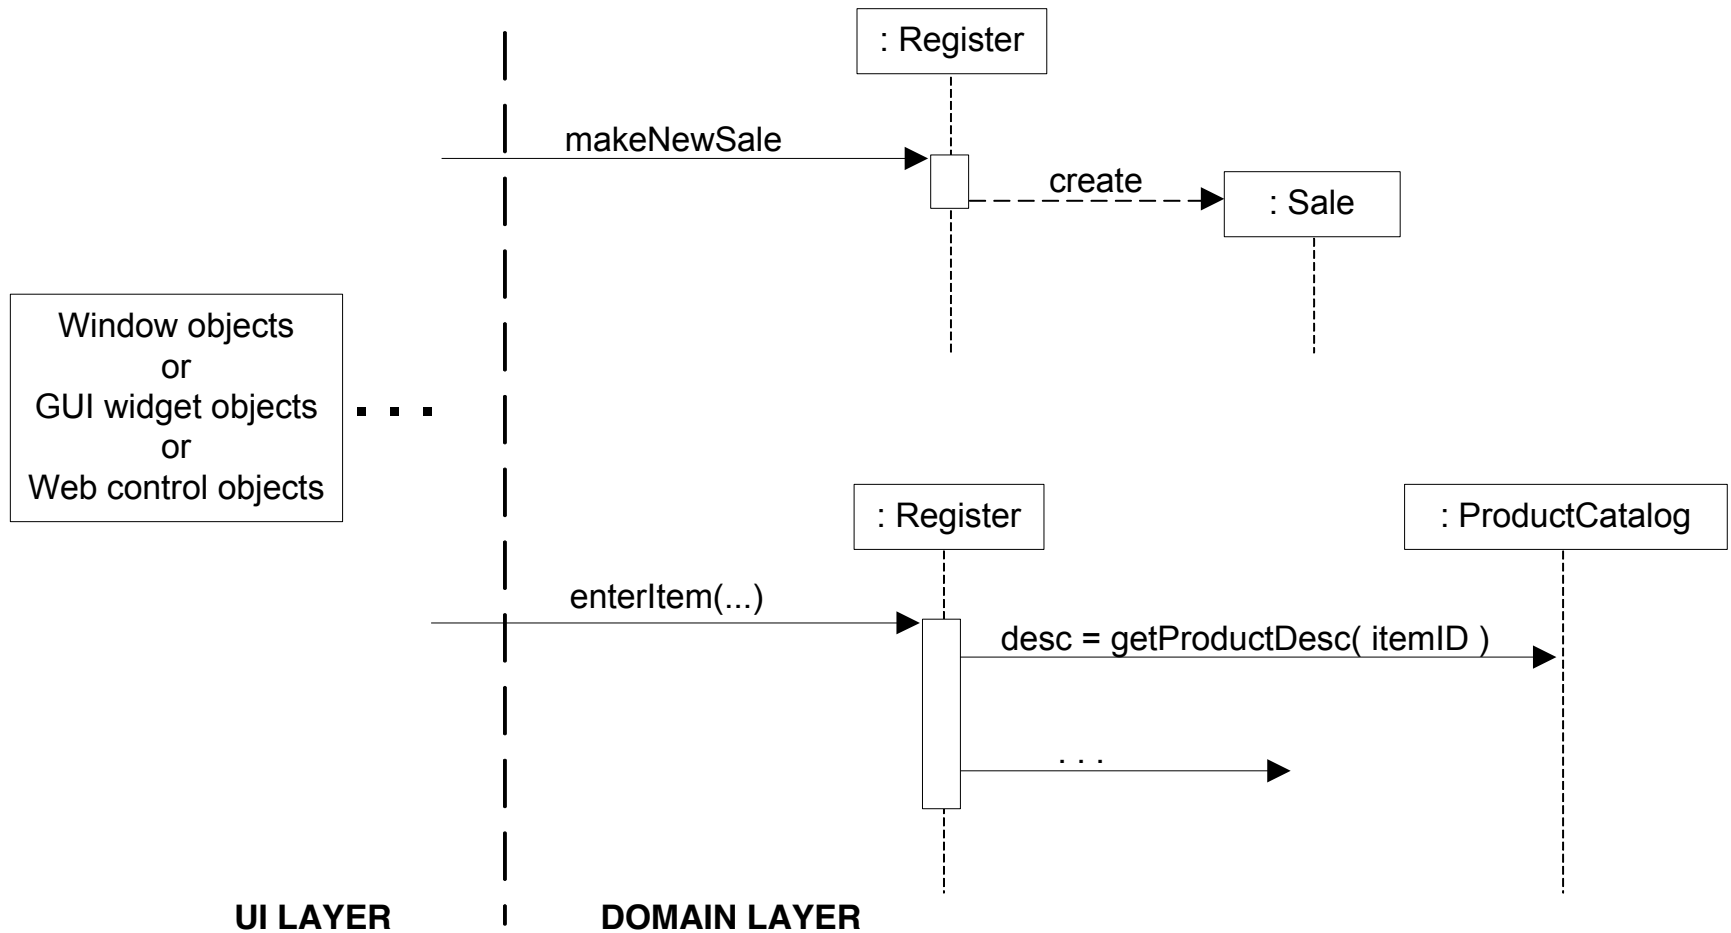 : Register
makeNewSale
create
: Sale
Window objects
or
GUI widget objects
or
Web control objects
. . .
: Register
: ProductCatalog
enterItem(...)
desc = getProductDesc( itemID )
. . .
UI LAYER
DOMAIN LAYER